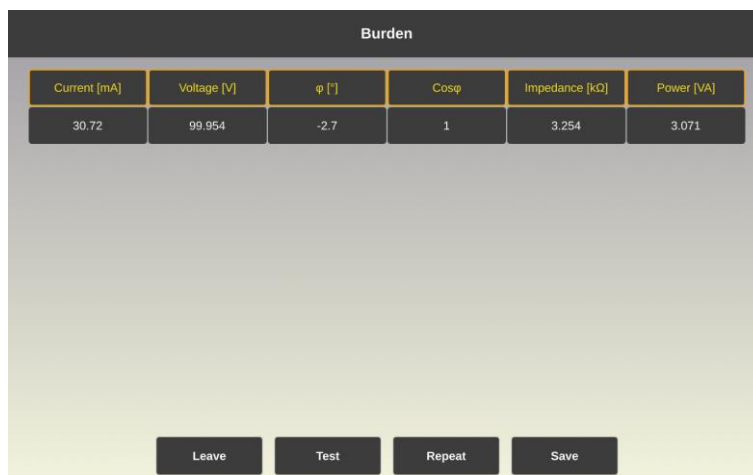 Burden
Current [mA] Voltage [V] φ [°] Cosφ Impedance [kΩ] Power [VA]
30.72 99.954 -2.7 1 3.254 3.071
Leave Test Repeat Save